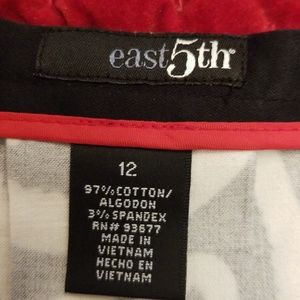 east5th
12
97%COTTON/
ALGODON
3% SPANDEX
RN# 93677
MADE IN
VIETNAM
HECHO EN
VIETNAM